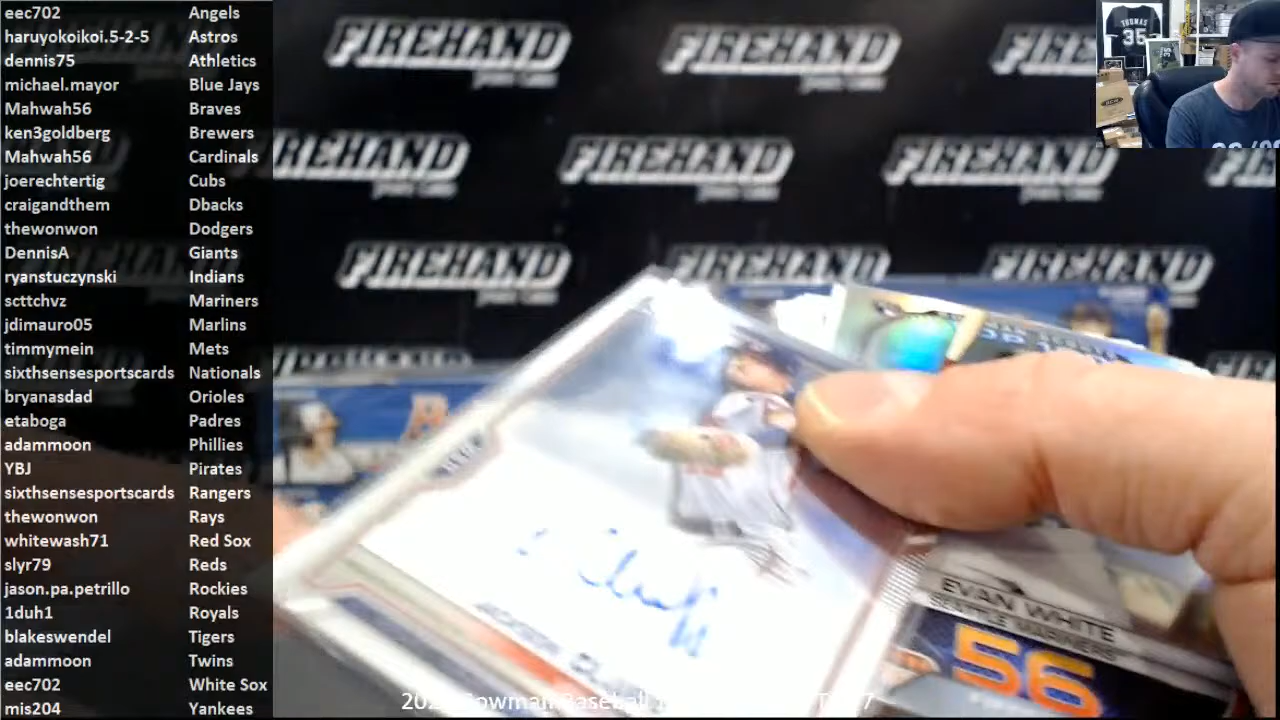 eec702 Angels
haruyokoikoi.5-2-5 Astros
dennis75 Athletics
michael.mayor Blue Jays
Mahwah56 Braves
ken3goldberg Brewers
Mahwah56 Cardinals
joerechtertig Cubs
craigandthem Dbacks
thewonwon Dodgers
DennisA Giants
ryanstuczynski Indians
scttchvz Mariners
jdimauro05 Marlins
timmymein Mets
sixthsensesportscards Nationals
bryanasdad Orioles
etaboga Padres
adammoon Phillies
YBJ Pirates
sixthsensesportscards Rangers
thewonwon Rays
whitewash71 Red Sox
slyr79 Reds
jason.pa.petrillo Rockies
1duh1 Royals
blakeswendel Tigers
adammoon Twins
eec702 White Sox
mis204 Yankees
THOMAS
35
FIREHAND FIREHAND FIREHAND
FIREHAND FIREHAND FIREHAND
FIREHAND FIREHAND FIREHAND
EVAN WHITE
SEATTLE MARINERS
56
Baseball